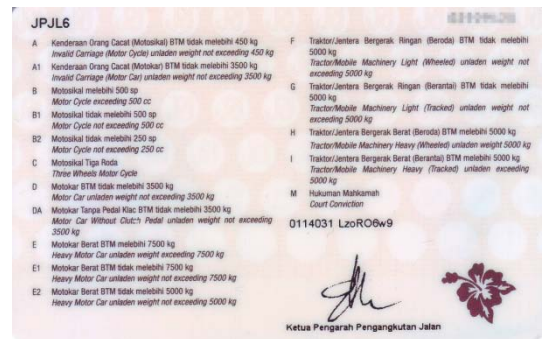 JPJL6
A Kenderaan Orang Cacat (Motosikal) BTM tidak melebihi 450 kg
Invalid Carriage (Motor Cycle) unladen weight not exceeding 450 kg
A1 Kenderaan Orang Cacat (Motokar) BTM tidak melebihi 3500 kg
Invalid Carriage (Motor Car) unladen weight not exceeding 3500 kg
B Motosikal melebihi 500 sp
Motor Cycle exceeding 500 cc
B1 Motosikal tidak melebihi 500 sp
Motor Cycle not exceeding 500 cc
B2 Motosikal tidak melebihi 250 sp
Motor Cycle not exceeding 250 cc
C Motosikal Tiga Roda
Three Wheels Motor Cycle
D Motokar BTM tidak melebihi 3500 kg
Motor Car unladen weight not exceeding 3500 kg
DA Motokar Tanpa Pedal Klac BTM tidak melebihi 3500 kg
Motor Car Without Clutch Pedal unladen weight not exceeding
3500 kg
E Motokar Berat BTM melebihi 7500 kg
Heavy Motor Car unladen weight exceeding 7500 kg
E1 Motokar Berat BTM tidak melebihi 7500 kg
Heavy Motor Car unladen weight not exceeding 7500 kg
E2 Motokar Berat BTM tidak melebihi 5000 kg
Heavy Motor Car unladen weight not exceeding 5000 kg
F Traktor/Jentera Bergerak Ringan (Beroda) BTM tidak melebihi
5000 kg
Tractor/Mobile Machinery Light (Wheeled) unladen weight not
exceeding 5000 kg
G Traktor/Jentera Bergerak Ringan (Berantai) BTM tidak melebihi
5000 kg
Tractor/Mobile Machinery Light (Tracked) unladen weight not
exceeding 5000 kg
H Traktor/Jentera Bergerak Berat (Beroda) BTM melebihi 5000 kg
Tractor/Mobile Machinery Heavy (Wheeled) unladen weight 5000 kg
I Traktor/Jentera Bergerak Berat (Berantai) BTM melebihi 5000 kg
Tractor/Mobile Machinery Heavy (Tracked) unladen exceeding
5000 kg
M Hukuman Mahkamah
Court Conviction
0114031 LzoRO6w9
Ketua Pengarah Pengangkutan Jalan